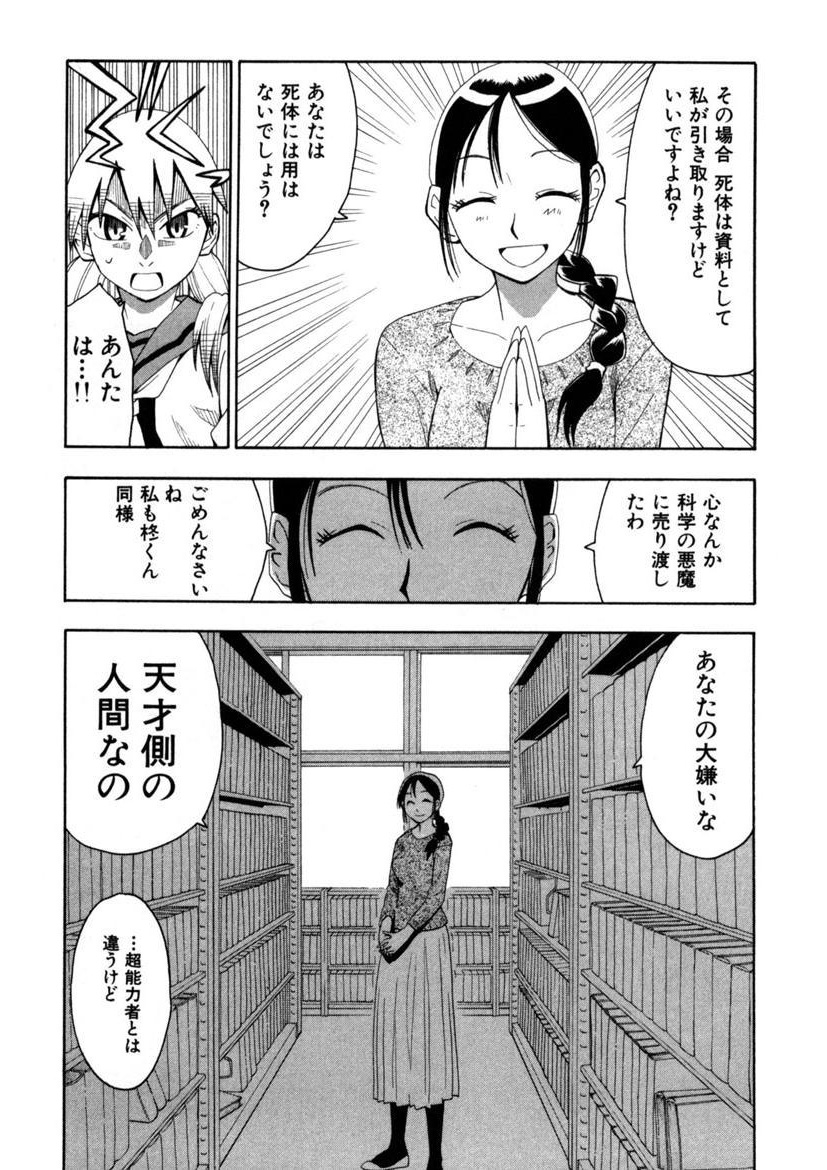 その場合 死体は資料として
私が引き取りますけど
いいですよね?
あなたは
死体には用は
ないでしょう?
あんた
は…!!
心なんか
科学の悪魔
に売り渡し
たわ
ごめんなさい
ね
私も柊くん
同様
あなたの大嫌いな
天才側の
人間なの
…超能力者とは
違うけど